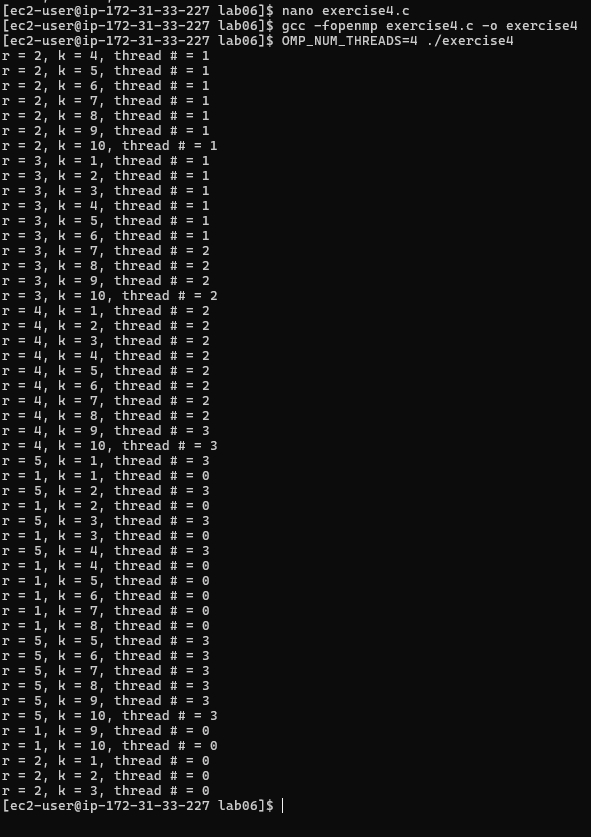 [ec2-user@ip-172-31-33-227 lab06]$ nano exercise4.c
[ec2-user@ip-172-31-33-227 lab06]$ gcc -fopenmp exercise4.c -o exercise4
[ec2-user@ip-172-31-33-227 lab06]$ OMP_NUM_THREADS=4 ./exercise4
r = 2, k = 4, thread # = 1
r = 2, k = 5, thread # = 1
r = 2, k = 6, thread # = 1
r = 2, k = 7, thread # = 1
r = 2, k = 8, thread # = 1
r = 2, k = 9, thread # = 1
r = 2, k = 10, thread # = 1
r = 3, k = 1, thread # = 1
r = 3, k = 2, thread # = 1
r = 3, k = 3, thread # = 1
r = 3, k = 4, thread # = 1
r = 3, k = 5, thread # = 1
r = 3, k = 6, thread # = 1
r = 3, k = 7, thread # = 2
r = 3, k = 8, thread # = 2
r = 3, k = 9, thread # = 2
r = 3, k = 10, thread # = 2
r = 4, k = 1, thread # = 2
r = 4, k = 2, thread # = 2
r = 4, k = 3, thread # = 2
r = 4, k = 4, thread # = 2
r = 4, k = 5, thread # = 2
r = 4, k = 6, thread # = 2
r = 4, k = 7, thread # = 2
r = 4, k = 8, thread # = 2
r = 4, k = 9, thread # = 3
r = 4, k = 10, thread # = 3
r = 5, k = 1, thread # = 3
r = 1, k = 1, thread # = 0
r = 5, k = 2, thread # = 3
r = 1, k = 2, thread # = 0
r = 5, k = 3, thread # = 3
r = 1, k = 3, thread # = 0
r = 5, k = 4, thread # = 3
r = 1, k = 4, thread # = 0
r = 1, k = 5, thread # = 0
r = 1, k = 6, thread # = 0
r = 1, k = 7, thread # = 0
r = 1, k = 8, thread # = 0
r = 5, k = 5, thread # = 3
r = 5, k = 6, thread # = 3
r = 5, k = 7, thread # = 3
r = 5, k = 8, thread # = 3
r = 5, k = 9, thread # = 3
r = 5, k = 10, thread # = 3
r = 1, k = 9, thread # = 0
r = 1, k = 10, thread # = 0
r = 2, k = 1, thread # = 0
r = 2, k = 2, thread # = 0
r = 2, k = 3, thread # = 0
[ec2-user@ip-172-31-33-227 lab06]$